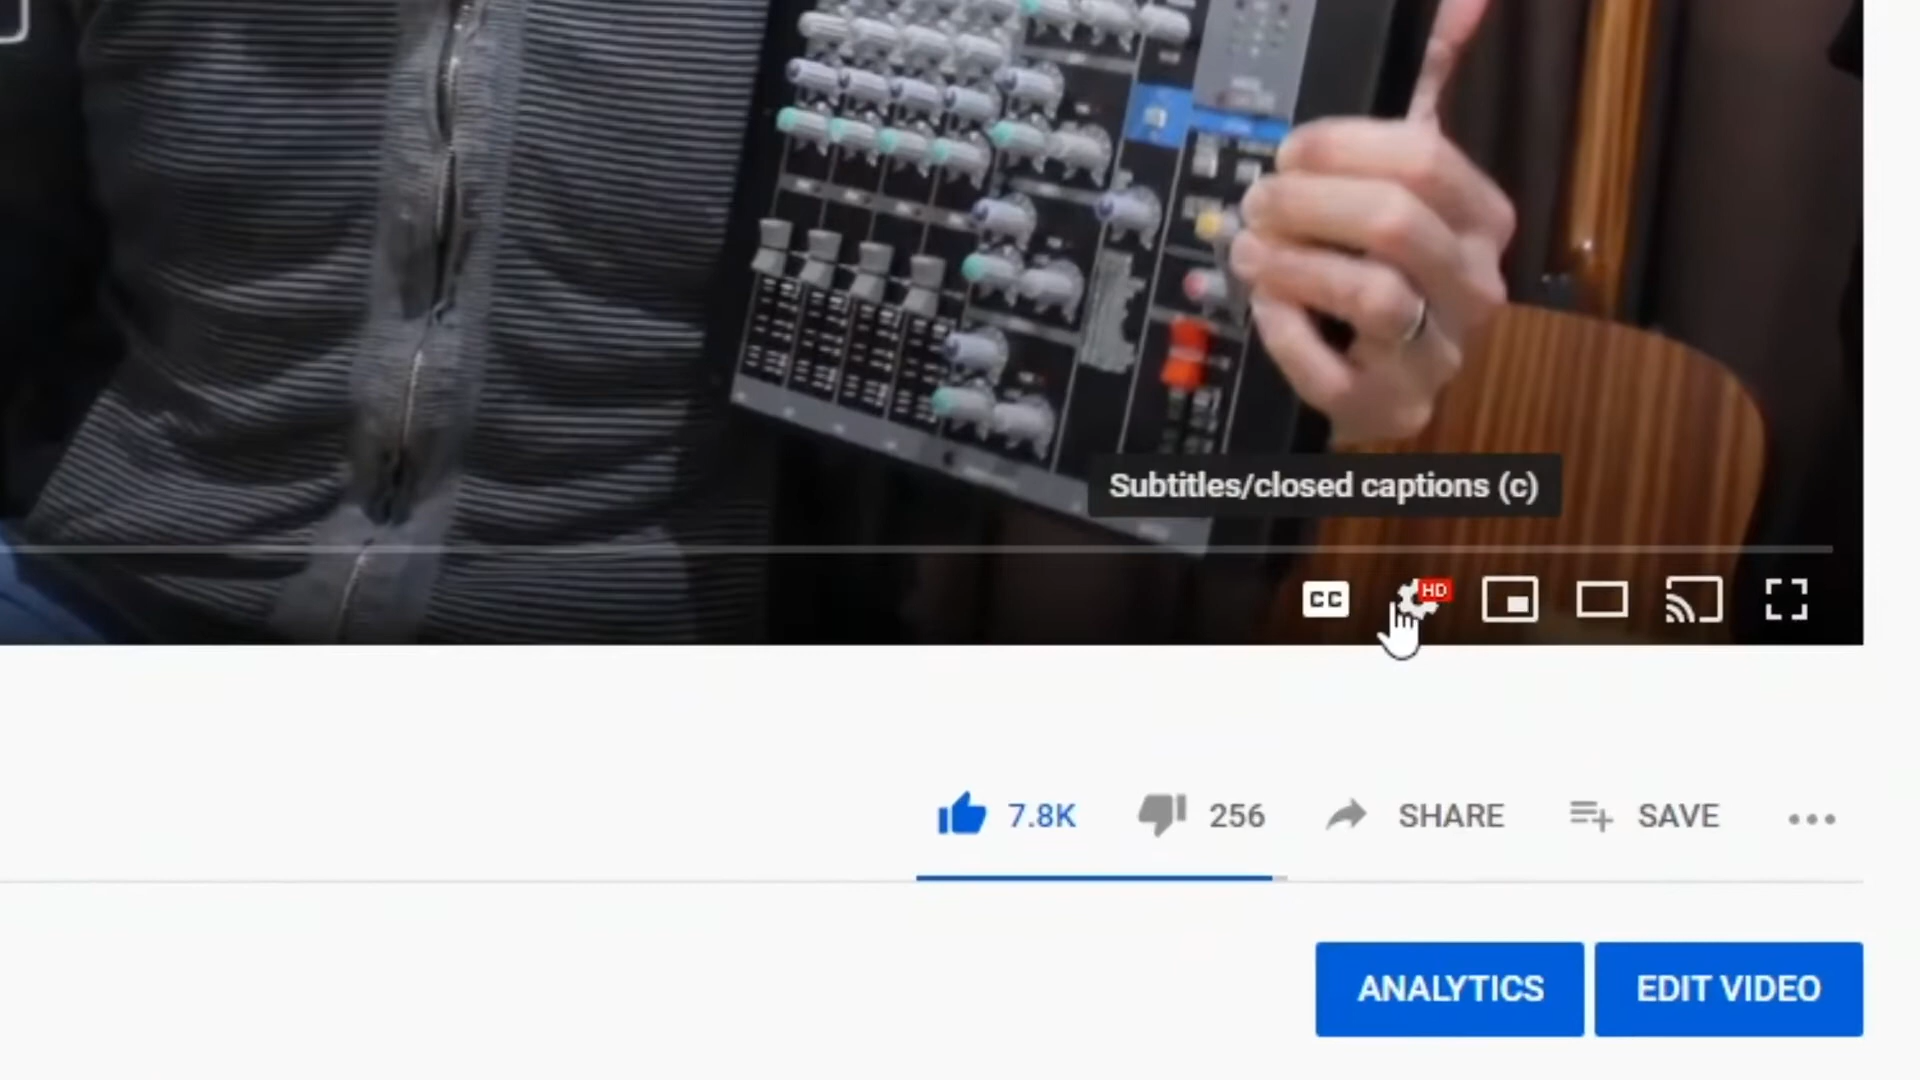 Subtitles/closed captions (c)
CC HD
7.8K 256 SHARE SAVE
ANALYTICS EDIT VIDEO